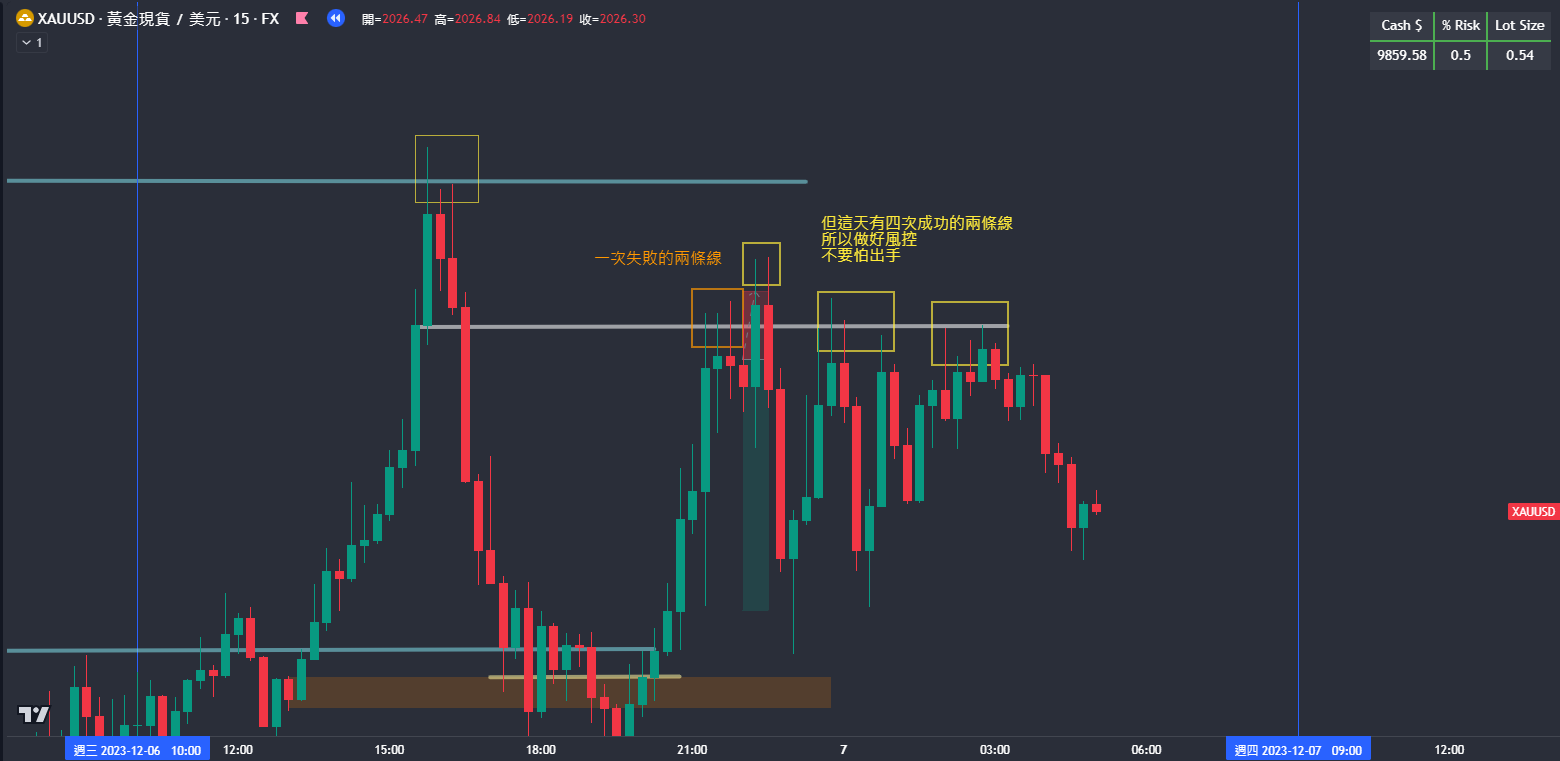 XAUUSD · 黃金現貨 / 美元 · 15 · FX 開=2026.47 高=2026.84 低=2026.19 收=2026.30
1
Cash $ % Risk Lot Size
9859.58 0.5 0.54
但這天有四次成功的兩條線
所以做好風控
不要怕出手
一次失敗的兩條線
XAUUSD
週三 2023-12-06 10:00 12:00 15:00 18:00 21:00 7 03:00 06:00 週四 2023-12-07 09:00 12:00